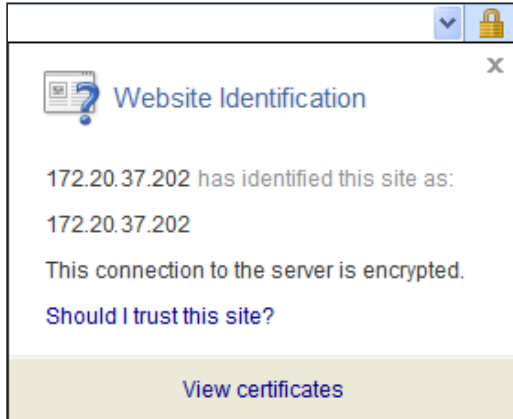 Website Identification
172.20.37.202 has identified this site as:
172.20.37.202
This connection to the server is encrypted.
Should I trust this site?
View certificates